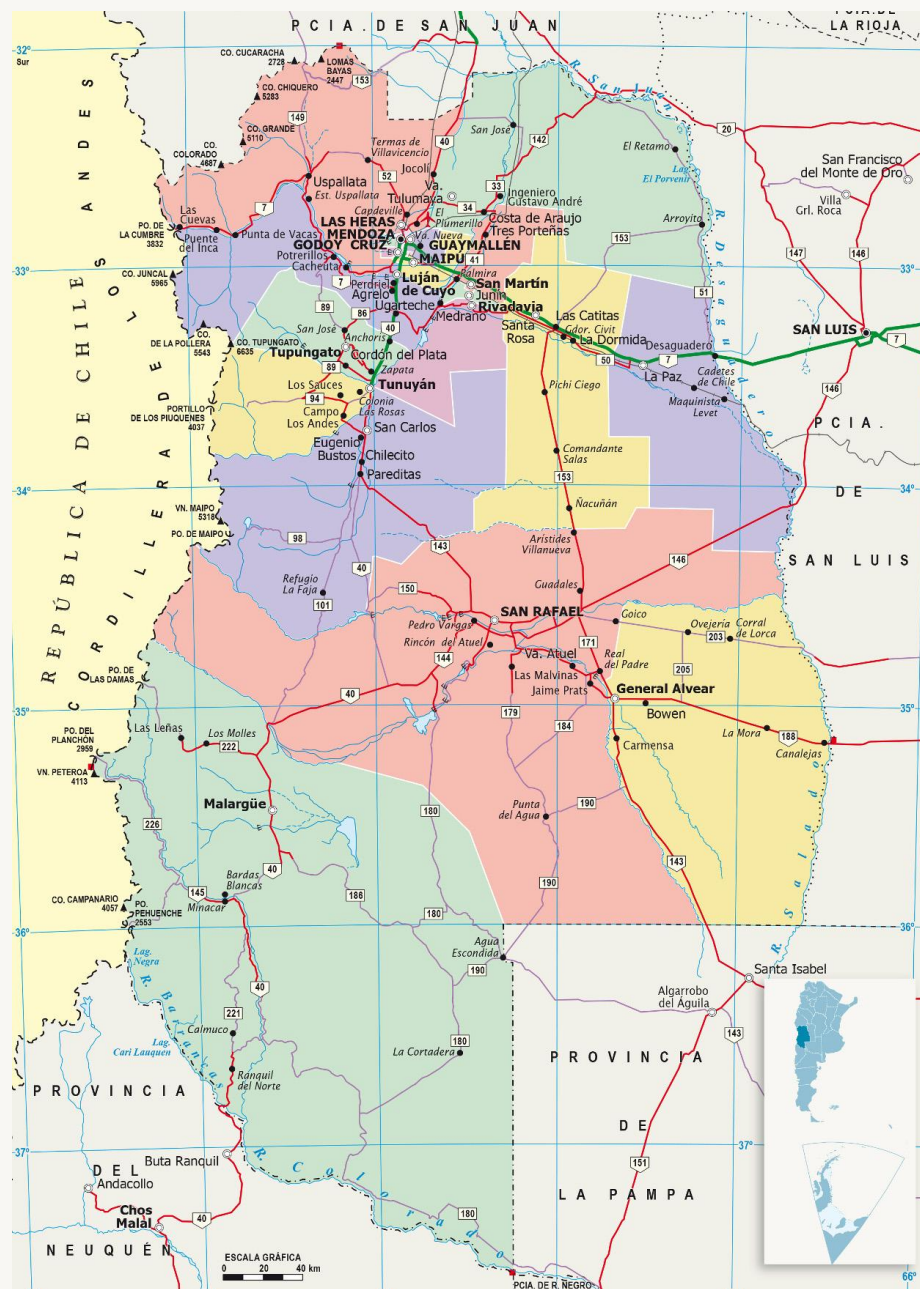 PCIA. DE SAN JUAN
LA RIOJA
32°
Sur
CO. CUCARACHA
2728
LOMAS
BAYAS
2447
153
CO. CHIQUERO
5283
149
CO. GRANDE
5110
CO.
COLORADO
4687
R. San Juan
20
San José
142
40
El Retamo
Lag.
El Porvenir
San Francisco
del Monte de Oro
Villa
Grl. Roca
Termas de
Villavicencio
52
Jocolí
Va.
Tulumaya
33
Ingeniero
Gustavo André
34
Uspallata
Est. Uspallata
Capdeville
El
Plumerillo
Costa de Araujo
Tres Porteñas
Arroyito
153
147
146
Las
Cuevas
7
PO. DE
LA CUMBRE
3832
Puente
del Inca
Punta de Vacas
LAS HERAS
MENDOZA
Va. Nueva
GODOY CRUZ
GUAYMALLÉN
MAIPÚ
41
Potrerillos
Cacheuta
33°
33°
CO. JUNCAL
5965
7
Luján
de Cuyo
Perdriel
Agrelo
Palmira
San Martín
Junín
Rivadavia
Ugarteche
Medrano
51
R. Desaguadero
89
86
San José
Anchoris
40
Santa
Rosa
Las Catitas
Gdor. Civit
La Dormida
SAN LUIS
7
CO.
DE LA POLLERA
5543
CO. TUPUNGATO
6635
Tupungato
Cordón del Plata
50
Desaguadero
7
La Paz
Cadetes
de Chile
146
89
Zapata
Tunuyán
Los Sauces
94
Colonia
Las Rosas
Campo
Los Andes
San Carlos
Pichi Ciego
Maquinista
Levet
PORTILLO
DE LOS PIUQUENES
4037
PCIA.
DE
SAN LUIS
Eugenio
Bustos
Chilecito
Pareditas
Comandante
Salas
153
34°
34°
VN. MAIPO
5318
PO. DE MAIPO
Ñacuñán
98
143
Arístides
Villanueva
146
40
Refugio
La Faja
101
150
Guadales
SAN RAFAEL
Pedro Vargas
Rincón del Atuel
171
Goico
Ovejería
203
Corral
de Lorca
144
Va. Atuel
Real
del Padre
205
Las Malvinas
Jaime Prats
General Alvear
PO. DE
LAS DAMAS
40
35°
35°
179
184
Bowen
La Mora
188
Canalejas
Carmensa
PO. DEL
PLANCHÓN
2959
Las Leñas
Los Molles
222
VN. PETEROA
4113
Malargüe
180
Punta
del Agua
190
226
143
R. Salado
40
Bardas
Blancas
145
Minacar
186
190
CO. CAMPANARIO
4057
PO.
PEHUENCHE
2553
180
36°
36°
Lag.
Negra
Agua
Escondida
190
Santa Isabel
40
Algarrobo
del Águila
143
R. Barrancas
221
Calmuco
Lag.
Cari Lauquen
180
La Cortadera
Ranquil
del Norte
REPÚBLICA DE CHILE
CORDILLERA DE LOS ANDES
PROVINCIA
DEL
NEUQUÉN
PROVINCIA
DE
LA PAMPA
37°
37°
Buta Ranquil
Andacollo
R. Colorado
151
Chos
Malal
40
180
ESCALA GRÁFICA
0 20 40 km
PCIA. DE R. NEGRO
66°